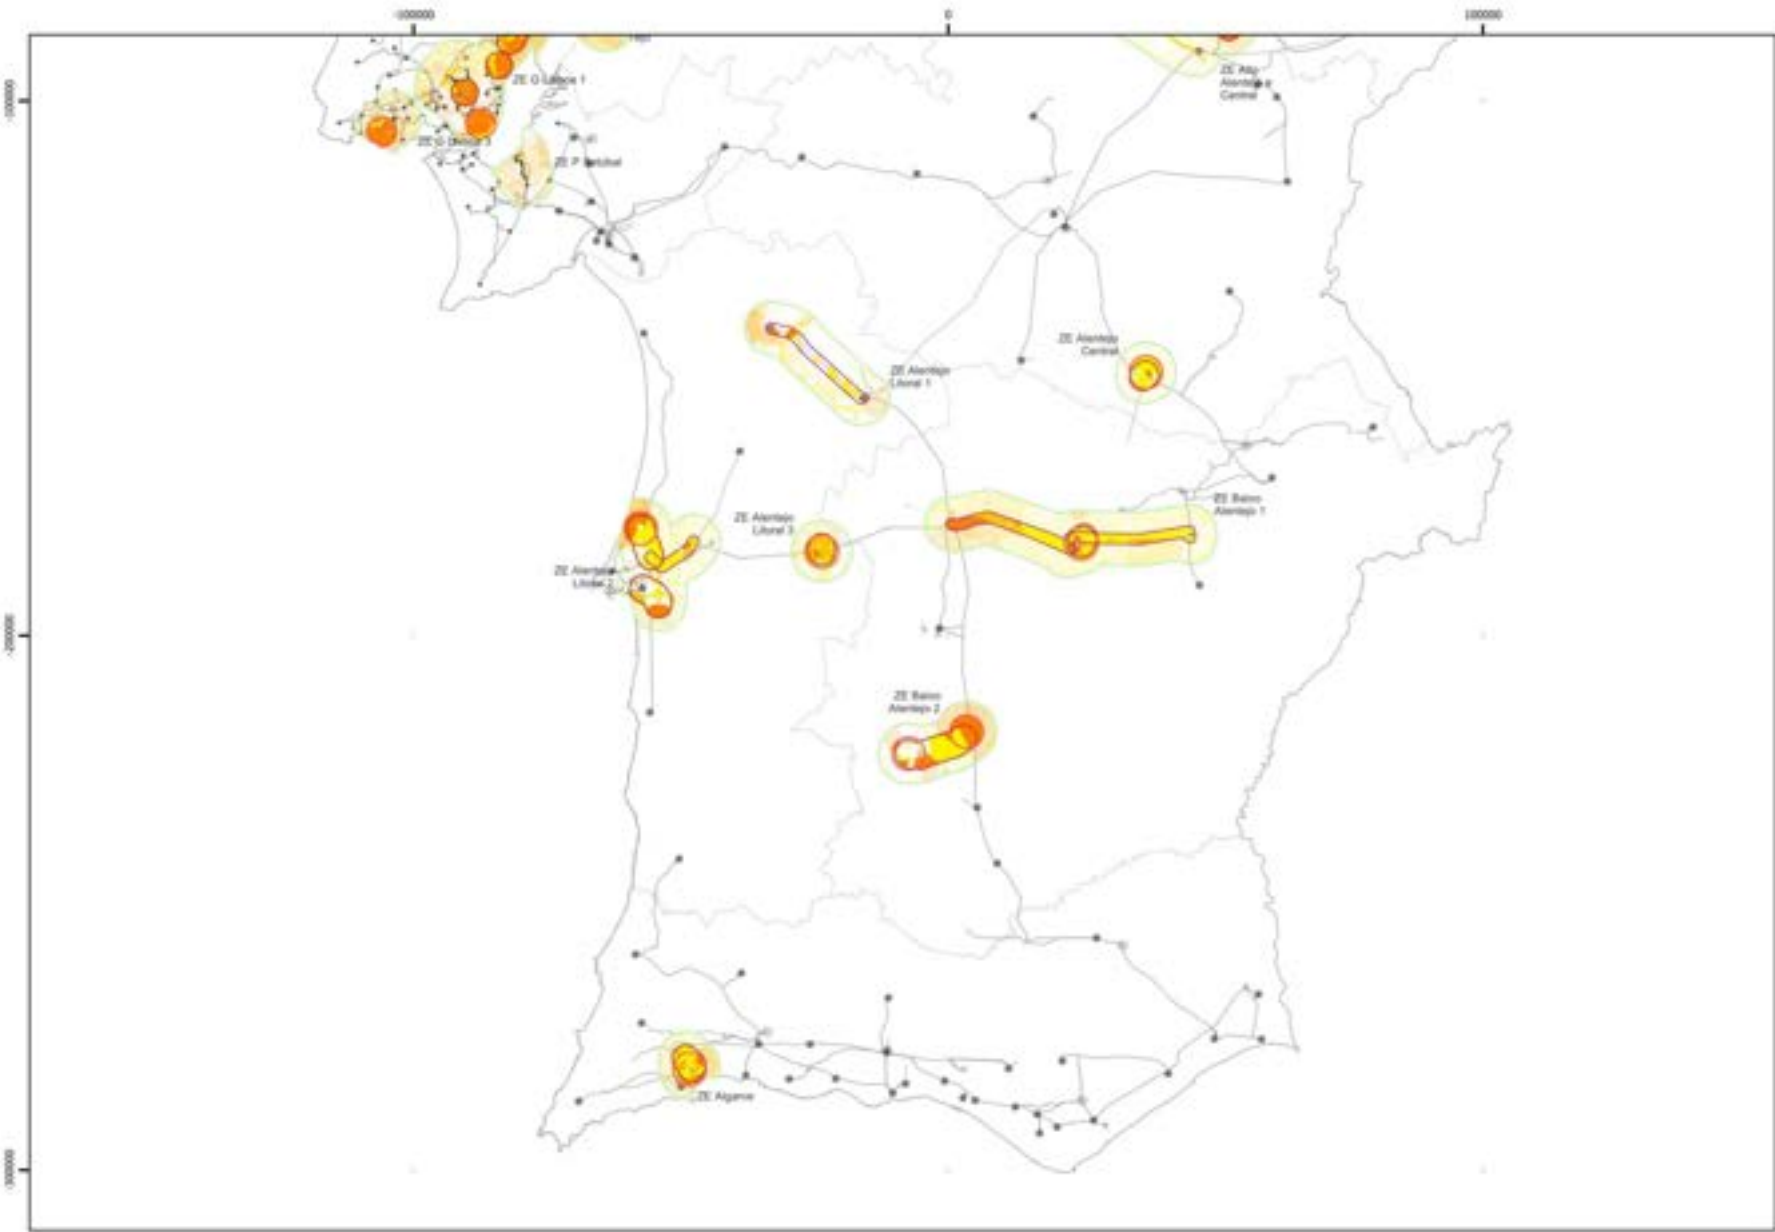 -100000
0
100000
-100000
-200000
-300000
ZE G Lisboa 1
ZE G Lisboa 3
ZE P Setúbal
ZE Alto
Alentejo e
Central
ZE Alentejo
Central
ZE Alentejo
Litoral 1
ZE Alentejo
Litoral 3
ZE Baixo
Alentejo 1
ZE Alentejo
Litoral 2
ZE Baixo
Alentejo 2
ZE Algarve